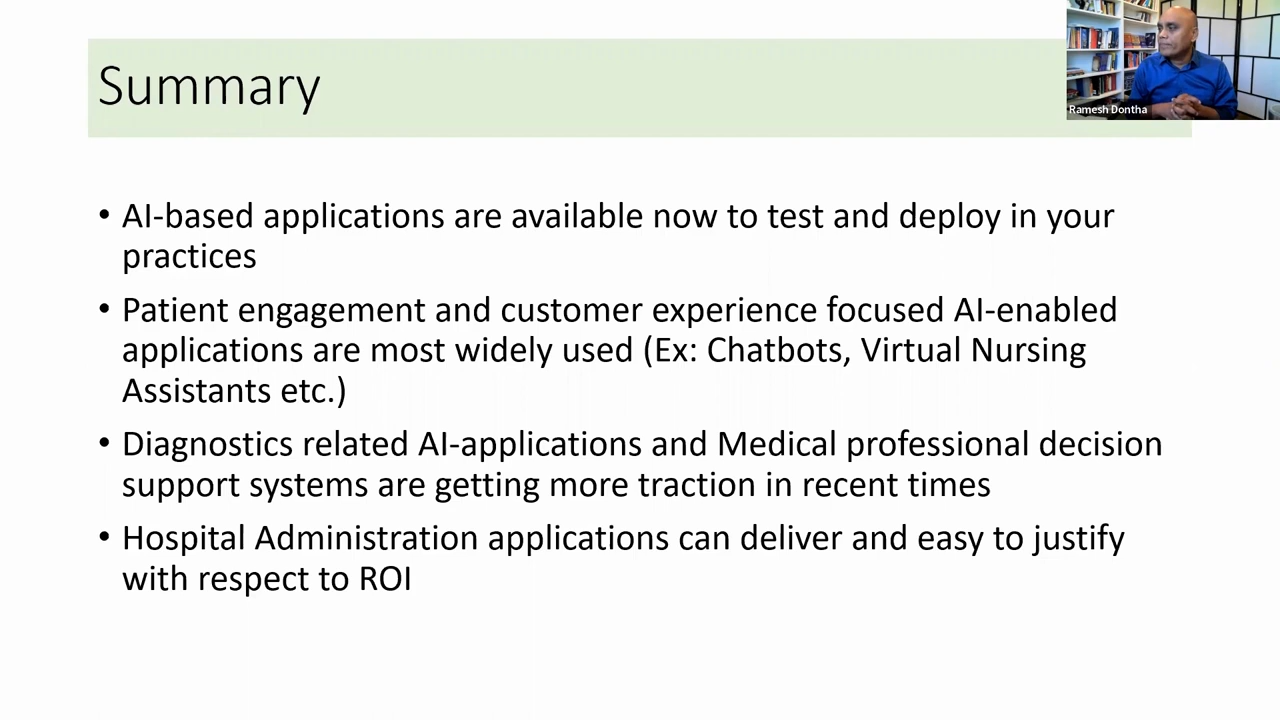 Summary
Ramesh Dontha
• AI-based applications are available now to test and deploy in your
practices
• Patient engagement and customer experience focused AI-enabled
applications are most widely used (Ex: Chatbots, Virtual Nursing
Assistants etc.)
• Diagnostics related AI-applications and Medical professional decision
support systems are getting more traction in recent times
• Hospital Administration applications can deliver and easy to justify
with respect to ROI